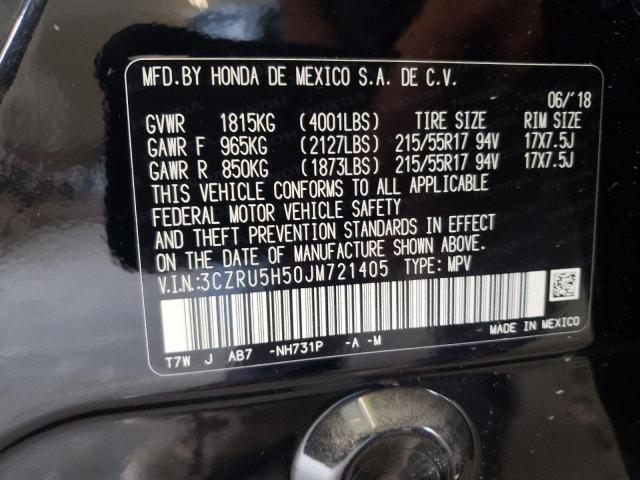 MFD.BY HONDA DE MEXICO S.A. DE C.V.
06/'18
GVWR 1815KG (4001LBS) TIRE SIZE RIM SIZE
GAWR F 965KG (2127LBS) 215/55R17 94V 17X7.5J
GAWR R 850KG (1873LBS) 215/55R17 94V 17X7.5J
THIS VEHICLE CONFORMS TO ALL APPLICABLE
FEDERAL MOTOR VEHICLE SAFETY
AND THEFT PREVENTION STANDARDS IN EFFECT
ON THE DATE OF MANUFACTURE SHOWN ABOVE.
V.I.N.:3CZRU5H50JM721405 TYPE: MPV
T7W J AB7 -NH731P -A -M
MADE IN MEXICO